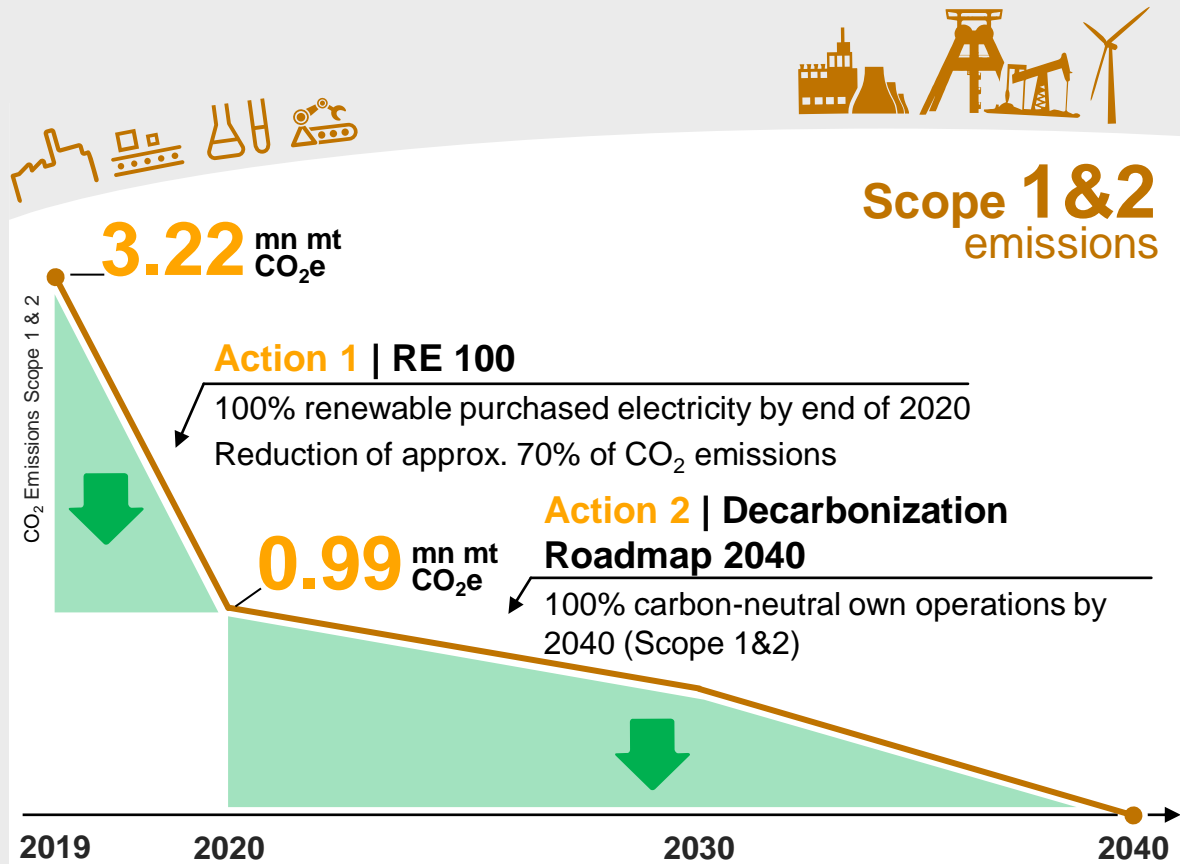 Scope 1&2
emissions
3.22 mn mt
CO₂e
CO₂ Emissions Scope 1 & 2
Action 1 | RE 100
100% renewable purchased electricity by end of 2020
Reduction of approx. 70% of CO₂ emissions
0.99 mn mt
CO₂e
Action 2 | Decarbonization
Roadmap 2040
100% carbon-neutral own operations by
2040 (Scope 1&2)
2019 2020 2030 2040